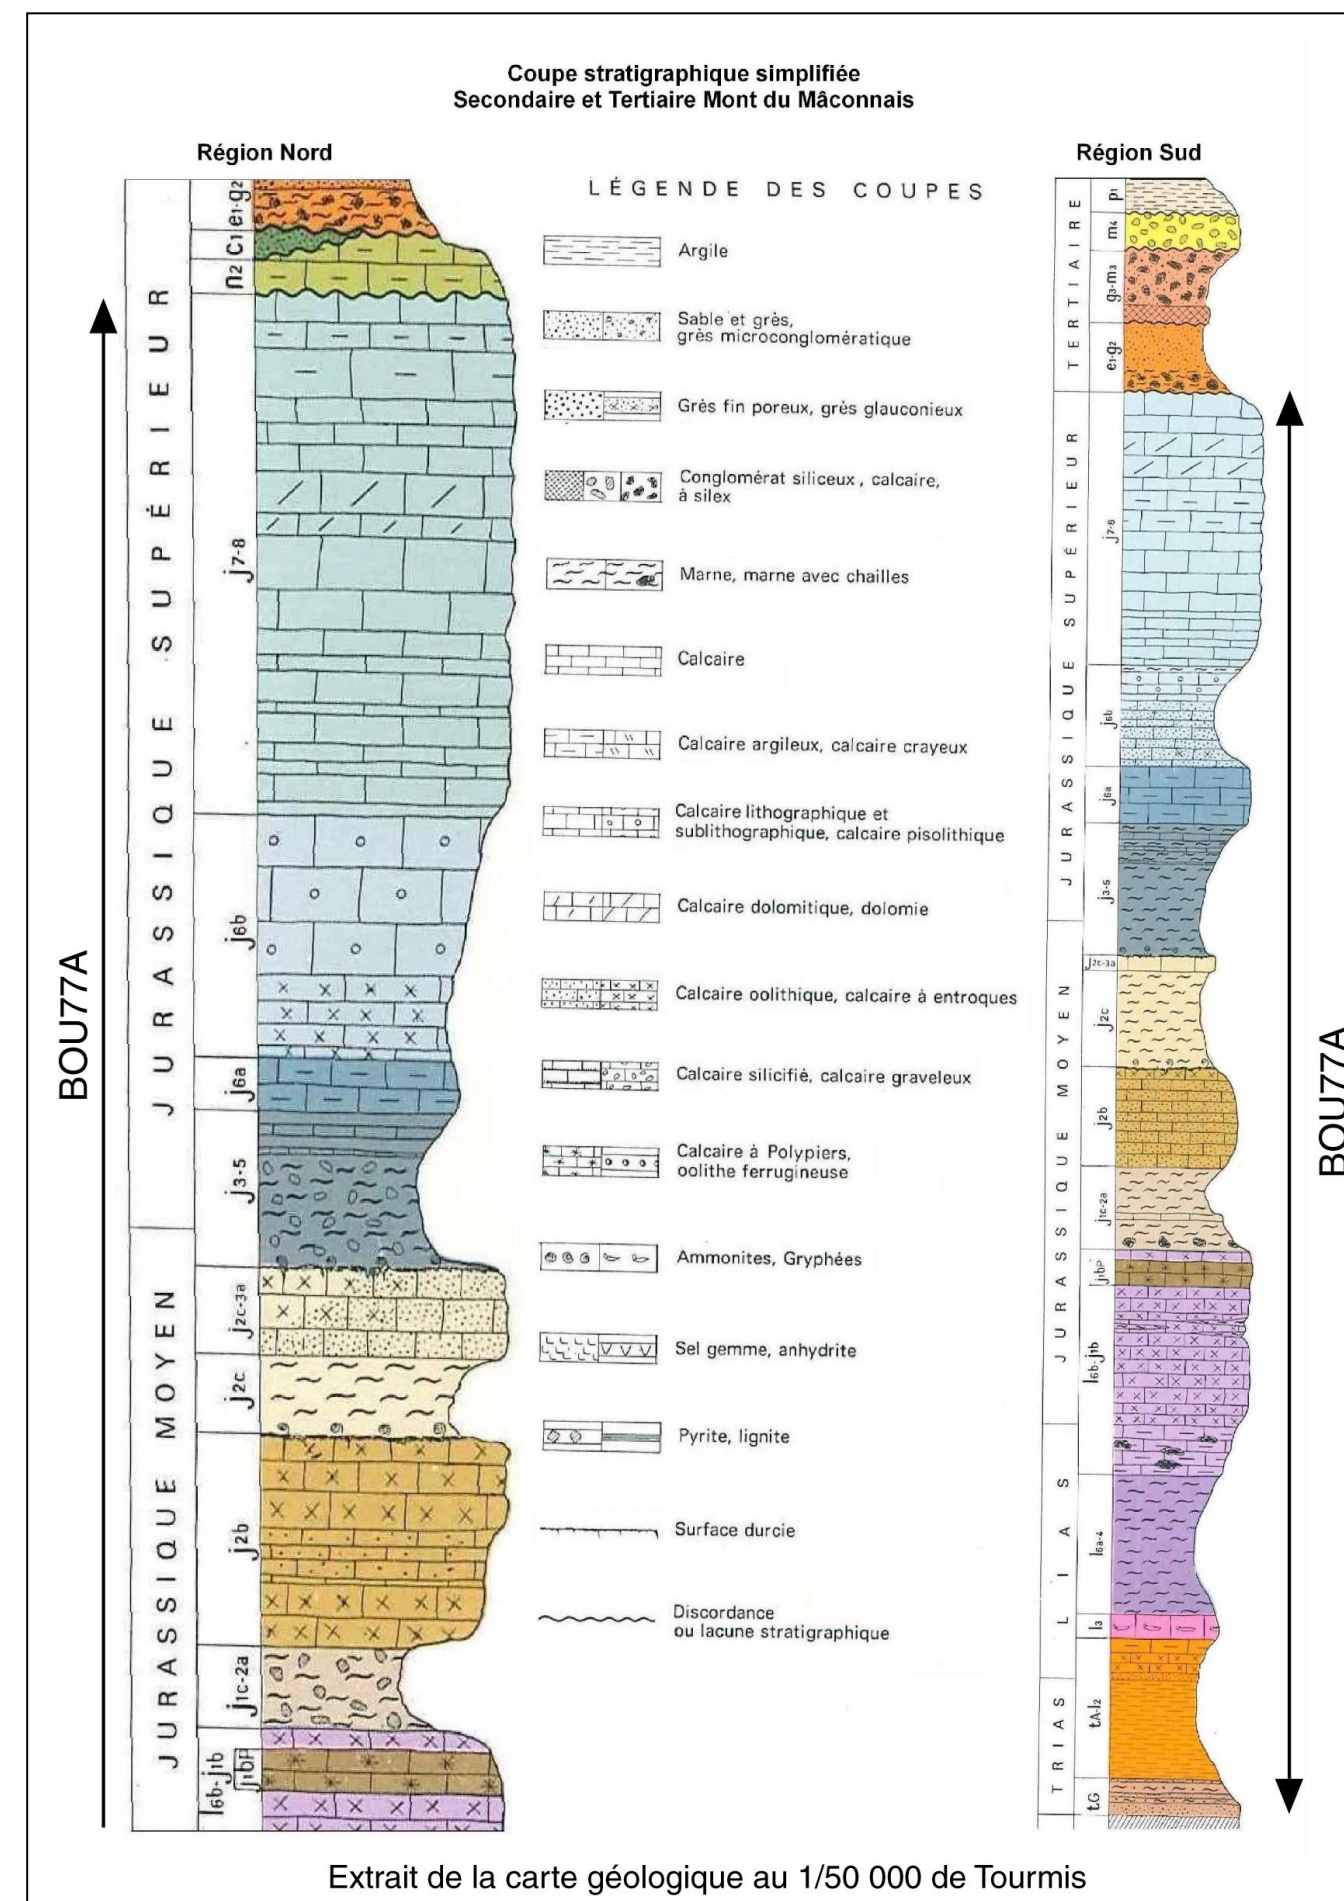 Coupe stratigraphique simplifiée
Secondaire et Tertiaire Mont du Mâconnais
Région Nord
Région Sud
LÉGENDE DES COUPES
JURASSIQUE SUPÉRIEUR
JURASSIQUE MOYEN
e1-g2
C1
n2
j7-8
j6b
j6a
j3-5
j2c-3a
j2c
j2b
j1c-2a
j1bP
l6b-j1b
BOU77A
Argile
Sable et grès,
grès microconglomératique
Grès fin poreux, grès glauconieux
Conglomérat siliceux, calcaire,
à silex
Marne, marne avec chailles
Calcaire
Calcaire argileux, calcaire crayeux
Calcaire lithographique et
sublithographique, calcaire pisolithique
Calcaire dolomitique, dolomie
Calcaire oolithique, calcaire à entroques
Calcaire silicifié, calcaire graveleux
Calcaire à Polypiers,
oolithe ferrugineuse
Ammonites, Gryphées
Sel gemme, anhydrite
Pyrite, lignite
Surface durcie
Discordance
ou lacune stratigraphique
TERTIAIRE
JURASSIQUE SUPÉRIEUR
JURASSIQUE MOYEN
LIAS
TRIAS
p1
m4
g3-m3
e1-g2
j7-8
j6b
j6a
j3-5
j2c-3a
j2c
j2b
j1c-2a
j1bP
l6b-j1b
l6a-4
l3
tA-l2
tG
BOU77A
Extrait de la carte géologique au 1/50 000 de Tourmis